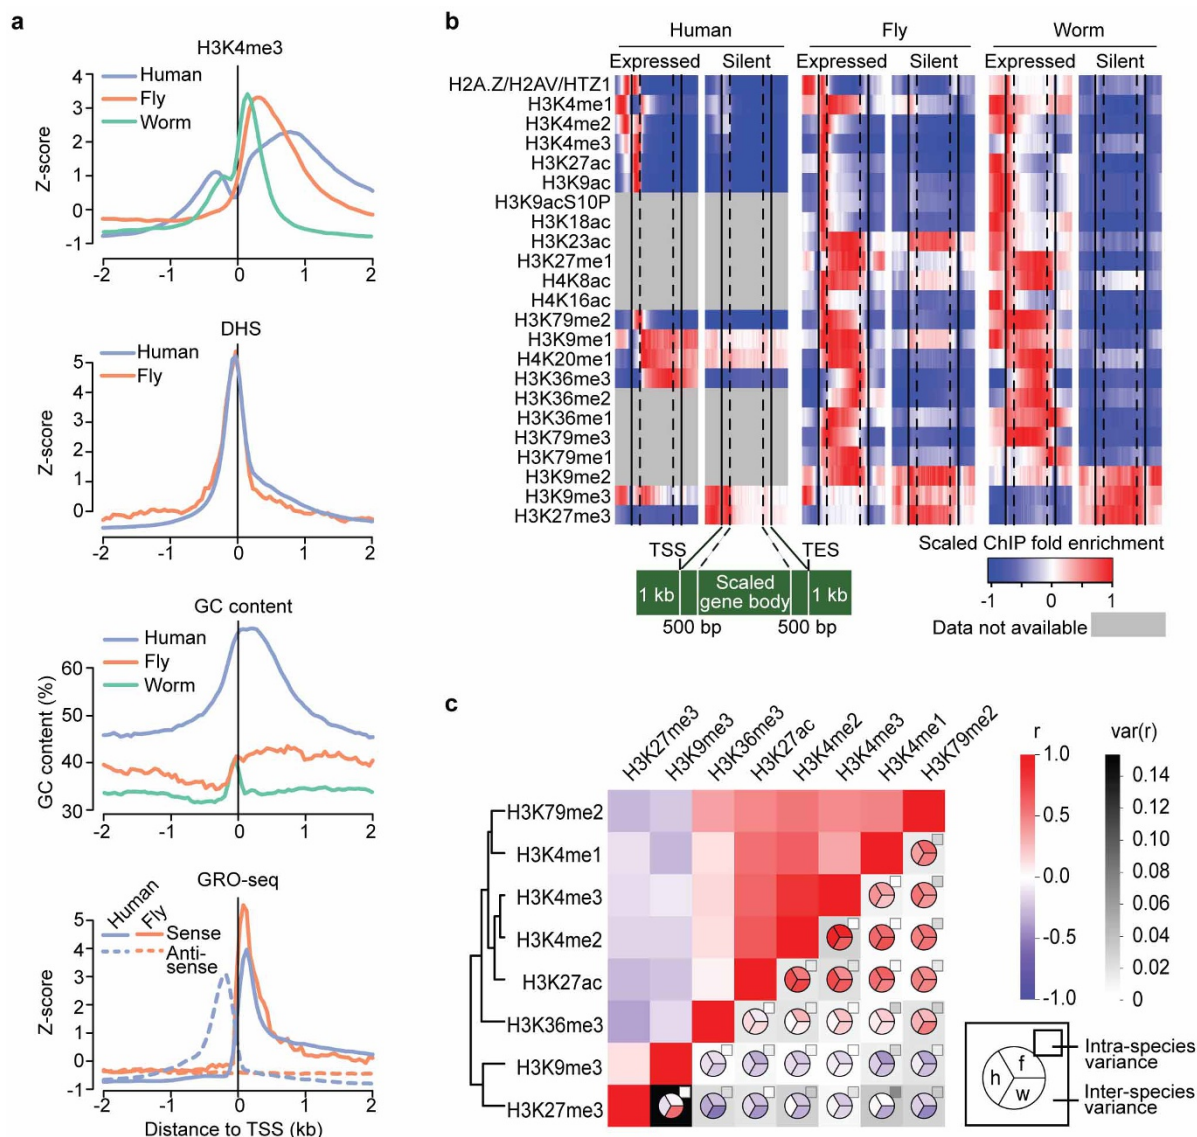 a
H3K4me3
Human
Fly
Worm
Z-score
4
3
2
1
0
-1
-2 -1 0 1 2
DHS
Human
Fly
Z-score
5
4
3
2
1
0
-2 -1 0 1 2
GC content
Human
Fly
Worm
GC content (%)
60
50
40
30
-2 -1 0 1 2
GRO-seq
Human Fly
Sense
Anti-
sense
Z-score
5
4
3
2
1
0
-1
-2 -1 0 1 2
Distance to TSS (kb)
b
Human Fly Worm
Expressed Silent Expressed Silent Expressed Silent
H2A.Z/H2AV/HTZ1
H3K4me1
H3K4me2
H3K4me3
H3K27ac
H3K9ac
H3K9acS10P
H3K18ac
H3K23ac
H3K27me1
H4K8ac
H4K16ac
H3K79me2
H3K9me1
H4K20me1
H3K36me3
H3K36me2
H3K36me1
H3K79me3
H3K79me1
H3K9me2
H3K9me3
H3K27me3
TSS TES
1 kb Scaled 1 kb
gene body
500 bp 500 bp
Scaled ChIP fold enrichment
-1 0 1
Data not available
c
H3K27me3 H3K9me3 H3K36me3 H3K27ac H3K4me2 H3K4me3 H3K4me1 H3K79me2
H3K79me2
H3K4me1
H3K4me3
H3K4me2
H3K27ac
H3K36me3
H3K9me3
H3K27me3
r
1.0
0.5
0.0
-0.5
-1.0
var(r)
0.14
0.12
0.10
0.08
0.06
0.04
0.02
0
h f w
Intra-species
variance
Inter-species
variance